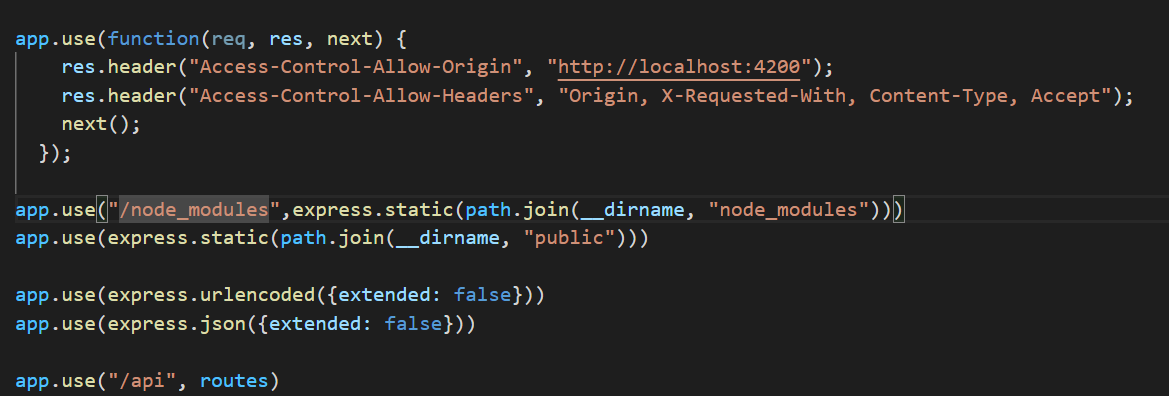 app.use(function(req, res, next) {
    res.header("Access-Control-Allow-Origin", "http://localhost:4200");
    res.header("Access-Control-Allow-Headers", "Origin, X-Requested-With, Content-Type, Accept");
    next();
  });
app.use("/node_modules",express.static(path.join(__dirname, "node_modules")))
app.use(express.static(path.join(__dirname, "public")))
app.use(express.urlencoded({extended: false}))
app.use(express.json({extended: false}))
app.use("/api", routes)